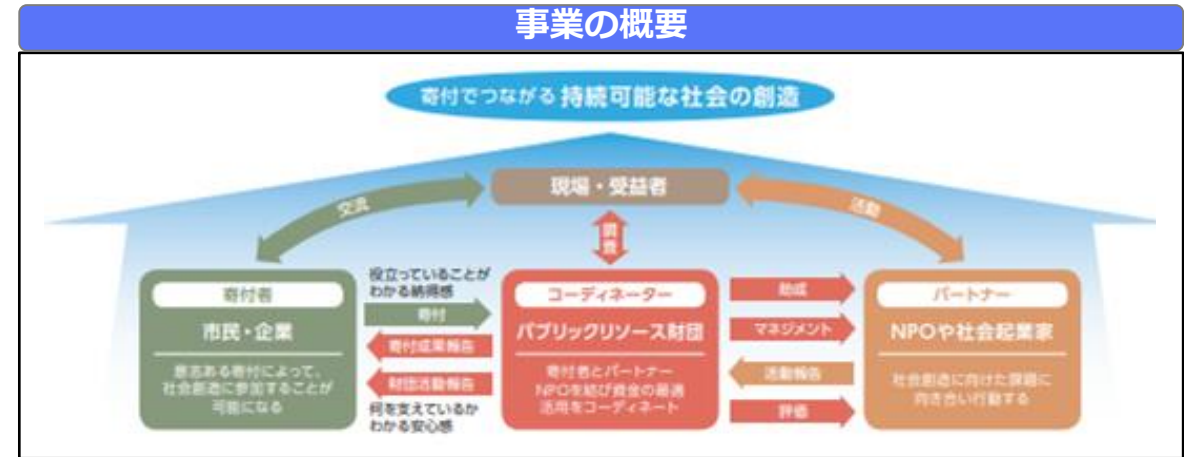 事業の概要
寄付でつながる 持続可能な社会の創造
現場・受益者
交流
活動
調査
寄付者
市民・企業
意志ある寄付によって、
社会創造に参加することが
可能になる
役立っていることが
わかる納得感
寄付
寄付成果報告
財団活動報告
何を支えているか
わかる安心感
コーディネーター
パブリックリソース財団
寄付者とパートナー
NPOを結び資金の最適
活用をコーディネート
助成
マネジメント
活動報告
評価
パートナー
NPOや社会起業家
社会創造に向けた課題に
向き合い行動する